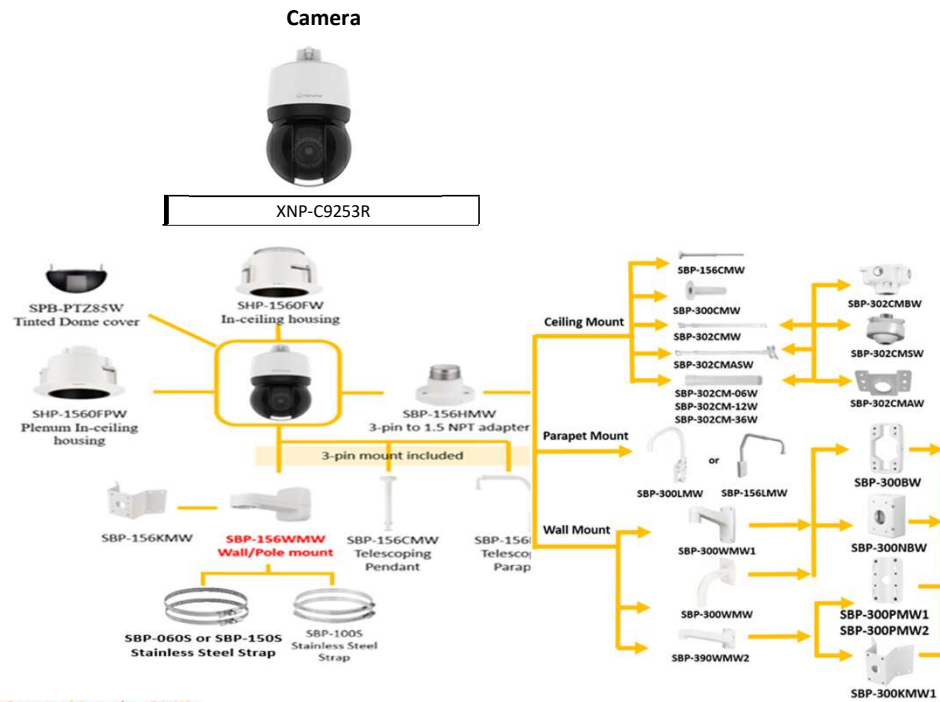 Camera
XNP-C9253R
SPB-PTZ85W
Tinted Dome cover
SHP-1560FW
In-ceiling housing
SHP-1560FPW
Plenum In-ceiling
housing
SBP-156HMW
3-pin to 1.5 NPT adapter
3-pin mount included
SBP-156KMW
SBP-156WMW
Wall/Pole mount
SBP-156CMW
Telescoping
Pendant
SBP-156
Telescop
Parap
SBP-060S or SBP-150S
Stainless Steel Strap
SBP-100S
Stainless Steel
Strap
Ceiling Mount
SBP-156CMW
SBP-300CMW
SBP-302CMW
SBP-302CMASW
SBP-302CM-06W
SBP-302CM-12W
SBP-302CM-36W
SBP-302CMBW
SBP-302CMSW
SBP-302CMAW
Parapet Mount
or
SBP-300LMW
SBP-156LMW
Wall Mount
SBP-300WMW1
SBP-300WMW
SBP-390WMW2
SBP-300BW
SBP-300NBW
SBP-300PMW1
SBP-300PMW2
SBP-300KMW1